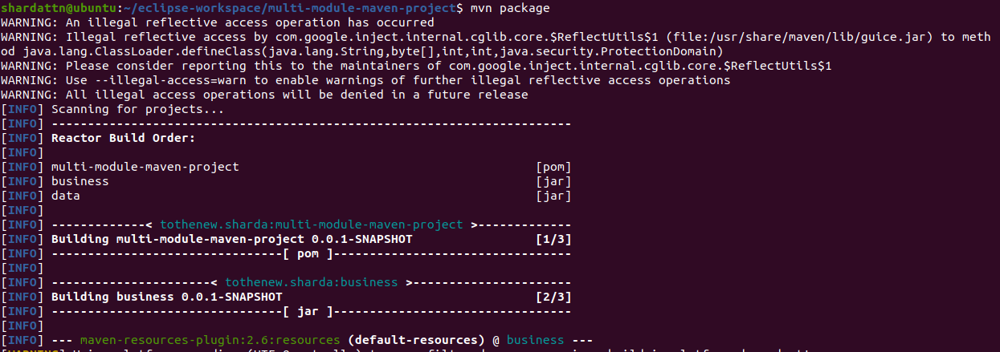 shardattn@ubuntu:~/eclipse-workspace/multi-module-maven-project$ mvn package
WARNING: An illegal reflective access operation has occurred
WARNING: Illegal reflective access by com.google.inject.internal.cglib.core.$ReflectUtils$1 (file:/usr/share/maven/lib/guice.jar) to meth
od java.lang.ClassLoader.defineClass(java.lang.String,byte[],int,int,java.security.ProtectionDomain)
WARNING: Please consider reporting this to the maintainers of com.google.inject.internal.cglib.core.$ReflectUtils$1
WARNING: Use --illegal-access=warn to enable warnings of further illegal reflective access operations
WARNING: All illegal access operations will be denied in a future release
[INFO] Scanning for projects...
[INFO] ------------------------------------------------------------------------
[INFO] Reactor Build Order:
[INFO]
[INFO] multi-module-maven-project [pom]
[INFO] business [jar]
[INFO] data [jar]
[INFO]
[INFO] -------------< tothenew.sharda:multi-module-maven-project >-------------
[INFO] Building multi-module-maven-project 0.0.1-SNAPSHOT [1/3]
[INFO] --------------------------------[ pom ]---------------------------------
[INFO]
[INFO] ----------------------< tothenew.sharda:business >----------------------
[INFO] Building business 0.0.1-SNAPSHOT [2/3]
[INFO] --------------------------------[ jar ]---------------------------------
[INFO]
[INFO] --- maven-resources-plugin:2.6:resources (default-resources) @ business ---